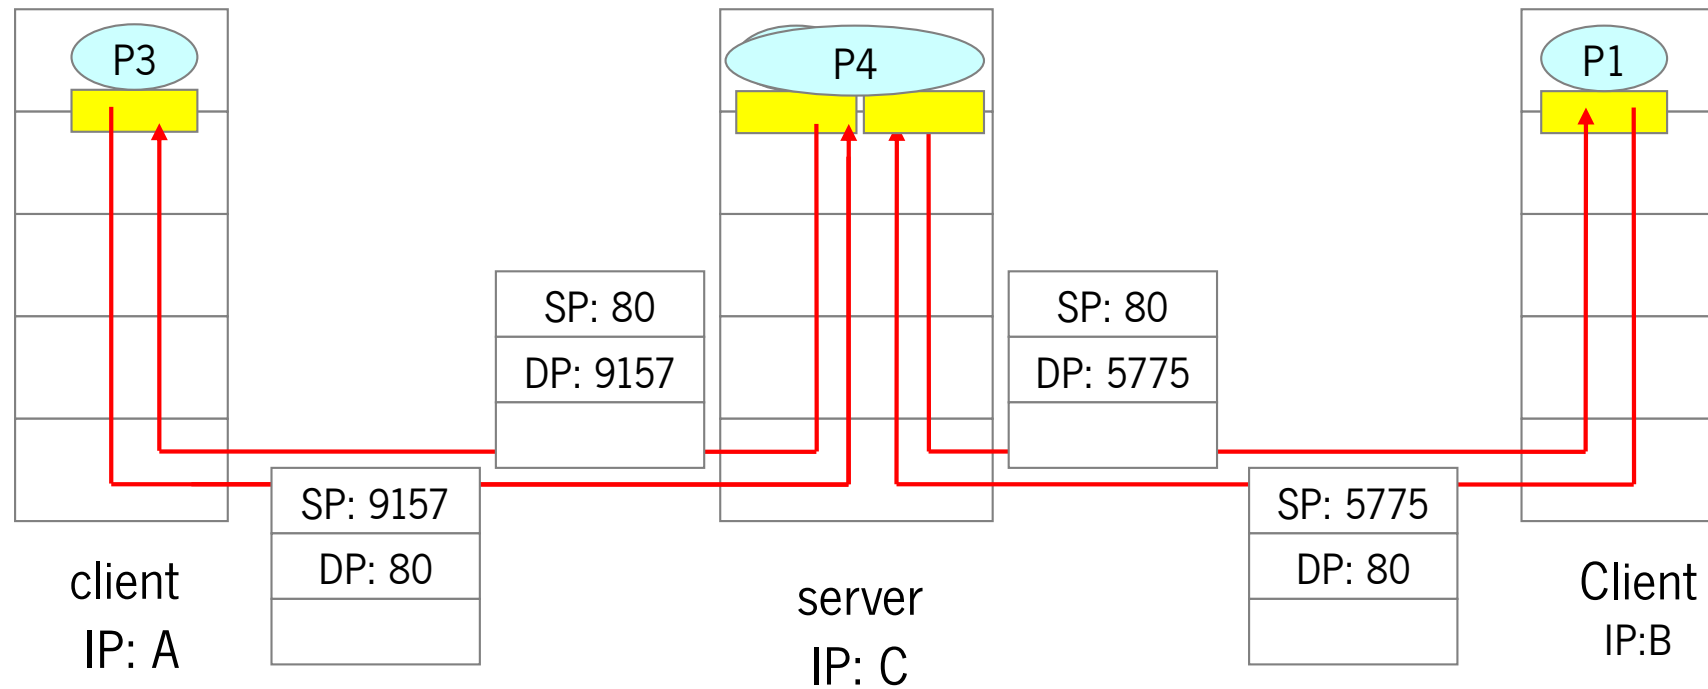 P3
P4
P1
SP: 80
DP: 9157
SP: 80
DP: 5775
SP: 9157
DP: 80
SP: 5775
DP: 80
client
IP: A
server
IP: C
Client
IP:B